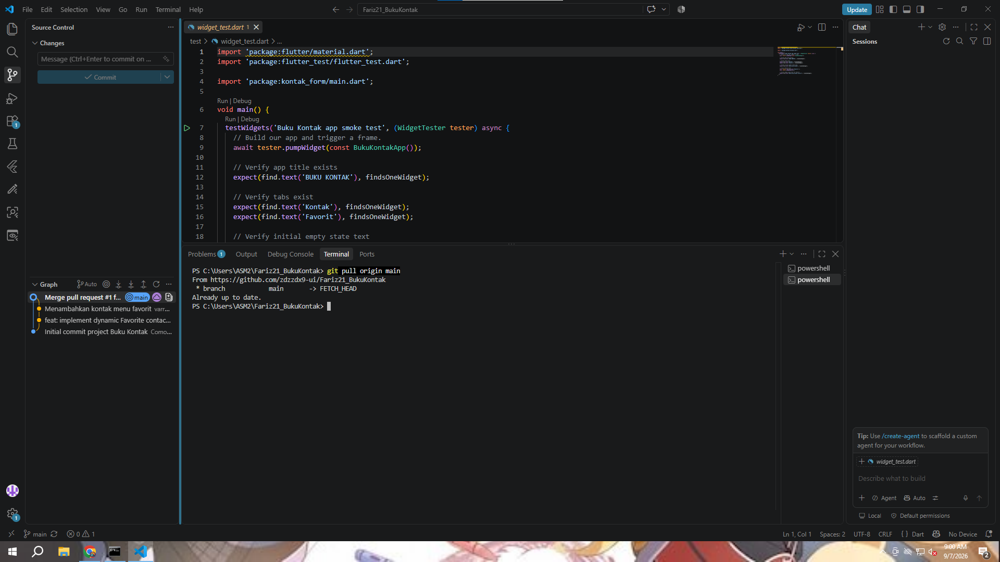 File Edit Selection View Go Run Terminal Help
Fariz21_BukuKontak
Update
Source Control
Changes
Message (Ctrl+Enter to commit on ...
Commit
Graph
Auto
Merge pull request #1 f... main
Menambahkan kontak menu favorit varr...
feat: implement dynamic Favorite contac...
Initial commit project Buku Kontak Como...
widget_test.dart 1
test > widget_test.dart > ...
1 import 'package:flutter/material.dart';
2 import 'package:flutter_test/flutter_test.dart';
3
4 import 'package:kontak_form/main.dart';
5
Run | Debug
6 void main() {
Run | Debug
7 testWidgets('Buku Kontak app smoke test', (WidgetTester tester) async {
8 // Build our app and trigger a frame.
9 await tester.pumpWidget(const BukuKontakApp());
10
11 // Verify app title exists
12 expect(find.text('BUKU KONTAK'), findsOneWidget);
13
14 // Verify tabs exist
15 expect(find.text('Kontak'), findsOneWidget);
16 expect(find.text('Favorit'), findsOneWidget);
17
18 // Verify initial empty state text
Problems 1 Output Debug Console Terminal Ports
PS C:\Users\ASM2\Fariz21_BukuKontak> git pull origin main
From https://github.com/zdzzdx9-ui/Fariz21_BukuKontak
* branch main -> FETCH_HEAD
Already up to date.
PS C:\Users\ASM2\Fariz21_BukuKontak>
powershell
powershell
Chat
Sessions
Tip: Use /create-agent to scaffold a custom
agent for your workflow.
widget_test.dart
Describe what to build
Agent Auto
Local Default permissions
1
1
main 0 1
Ln 1, Col 1 Spaces: 2 UTF-8 CRLF { } Dart No Device
9:00 AM
9/7/2026
2